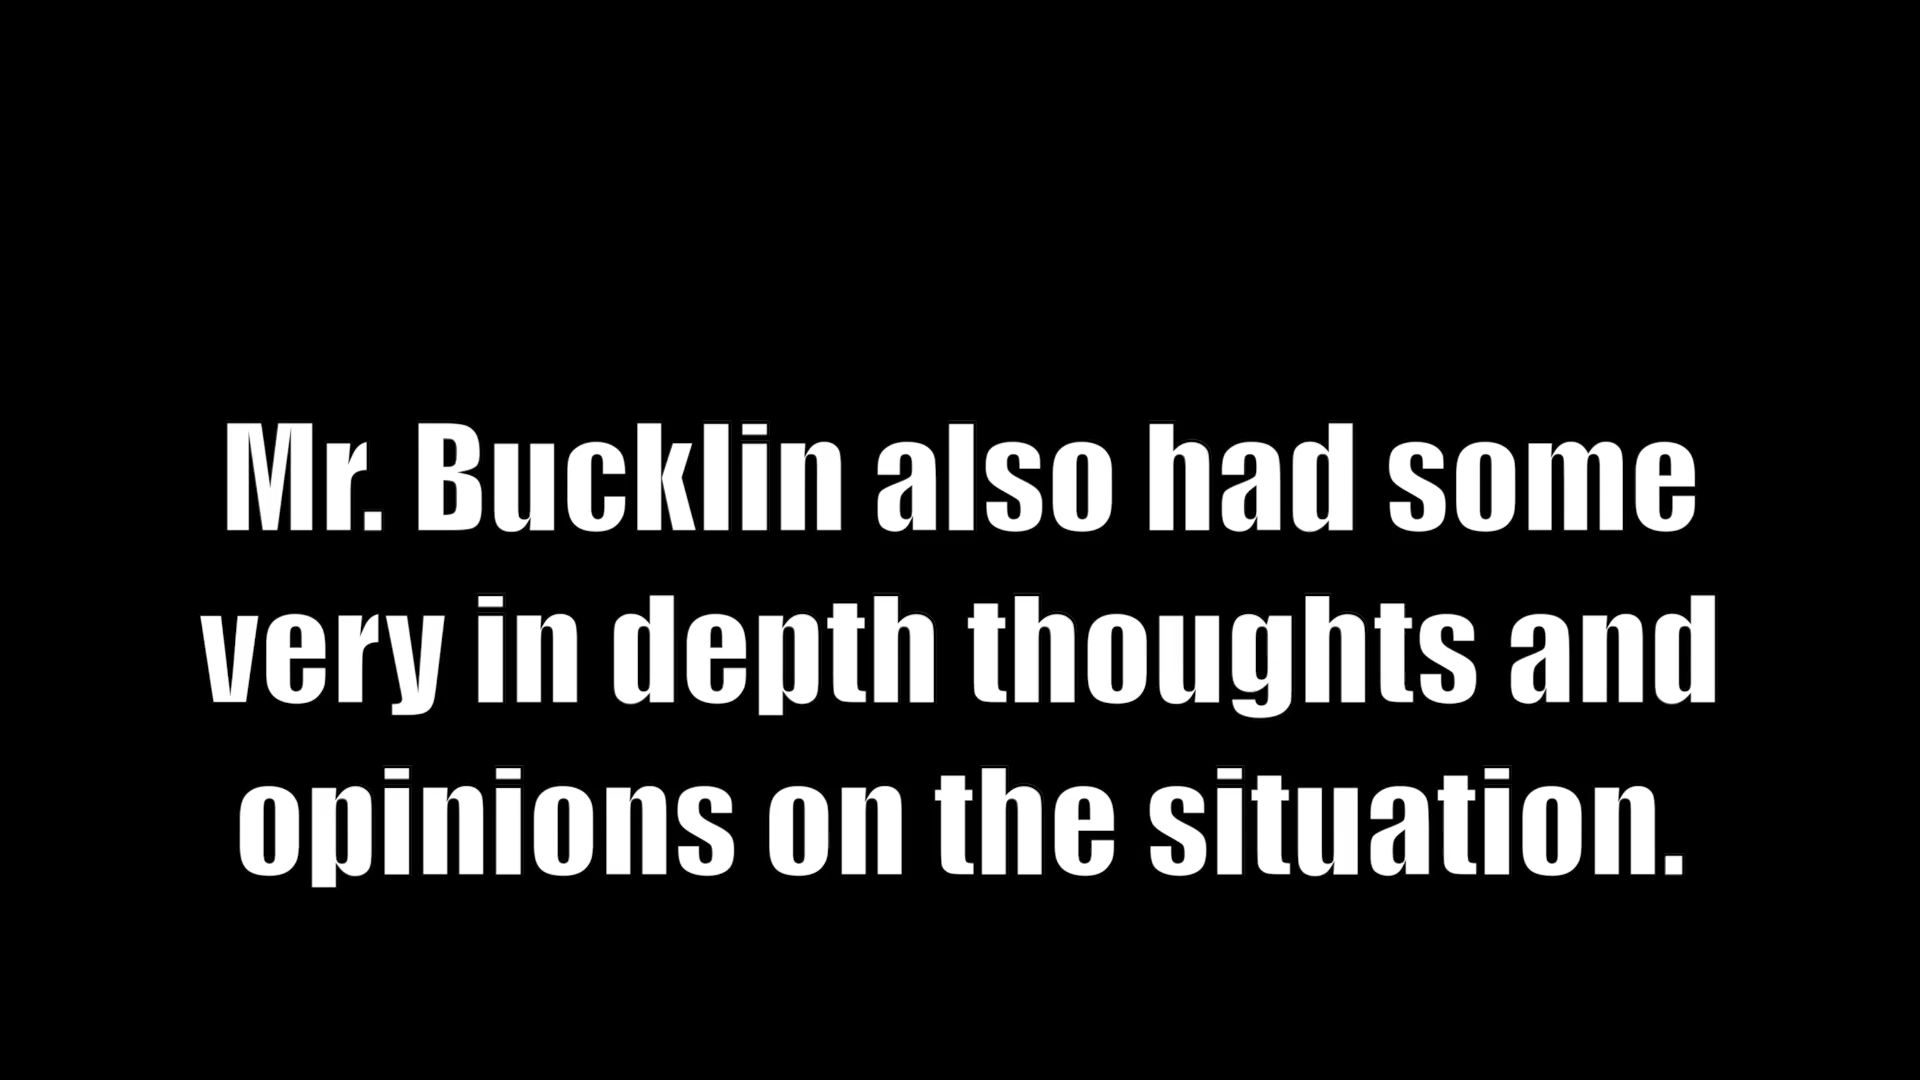 Mr. Bucklin also had some
very in depth thoughts and
opinions on the situation.